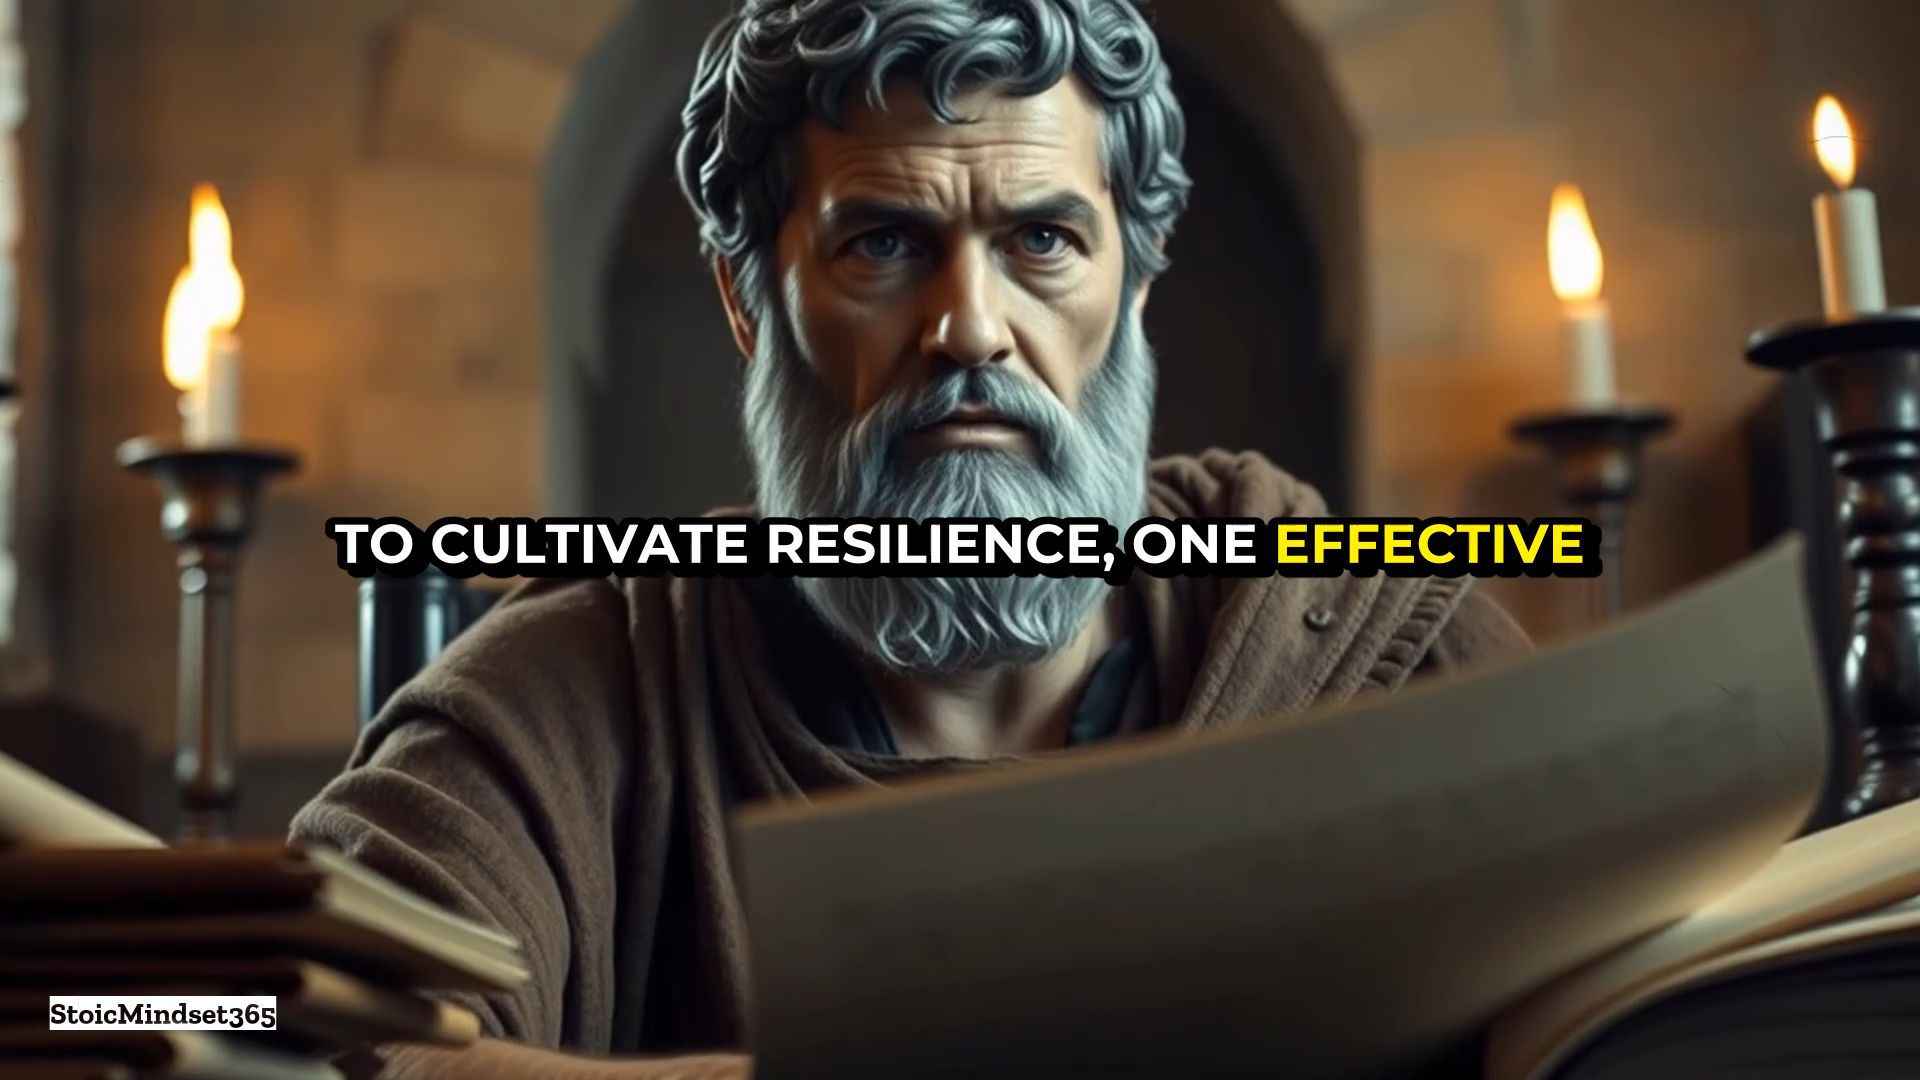 TO CULTIVATE RESILIENCE, ONE EFFECTIVE
StoicMindset365